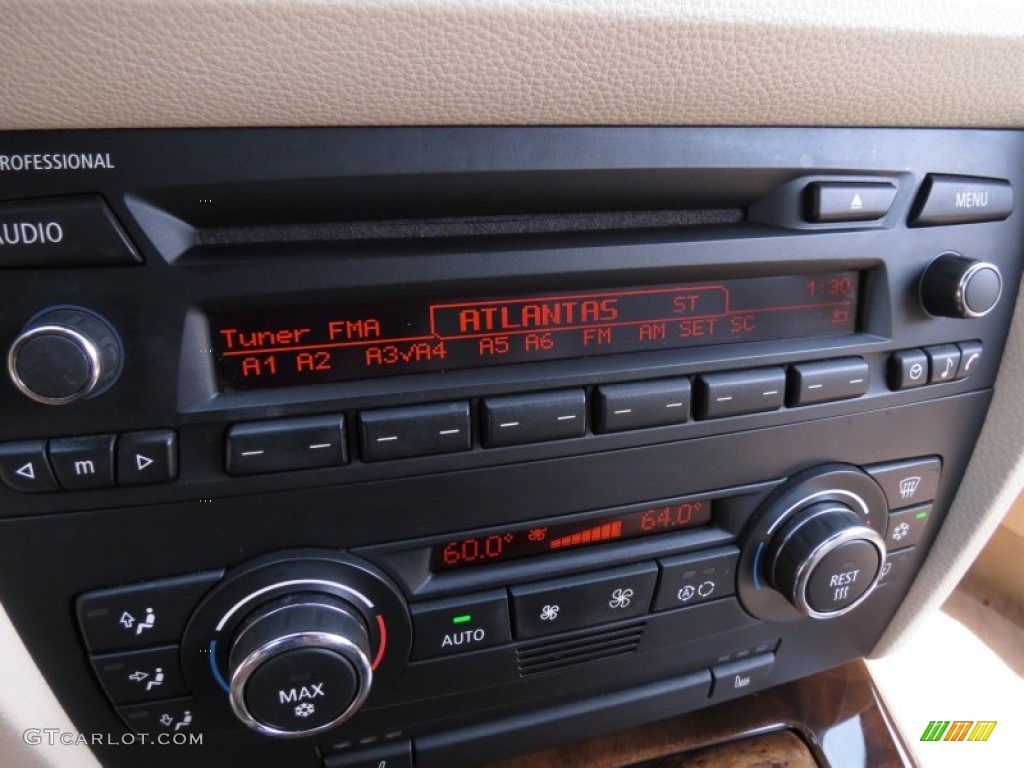 PROFESSIONAL
AUDIO
MENU
Tuner FMA ATLANTAS ST 1:30
A1 A2 A3√A4 A5 A6 FM AM SET SC
m
60.0° 64.0°
AUTO
A
REST
MAX
GTCARLOT.COM